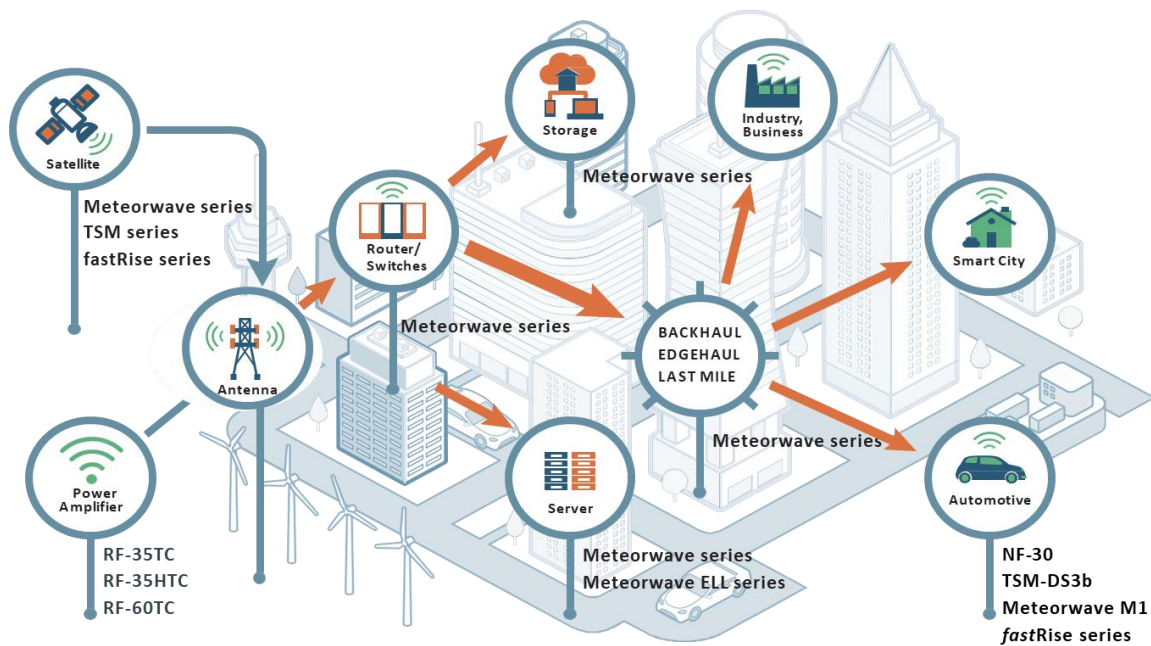 Satellite
Meteorwave series
TSM series
fastRise series
Storage
Meteorwave series
Industry,
Business
Router/
Switches
Meteorwave series
Smart City
BACKHAUL
EDGEHAUL
LAST MILE
Meteorwave series
Antenna
Power
Amplifier
RF-35TC
RF-35HTC
RF-60TC
Server
Meteorwave series
Meteorwave ELL series
Automotive
NF-30
TSM-DS3b
Meteorwave M1
fastRise series